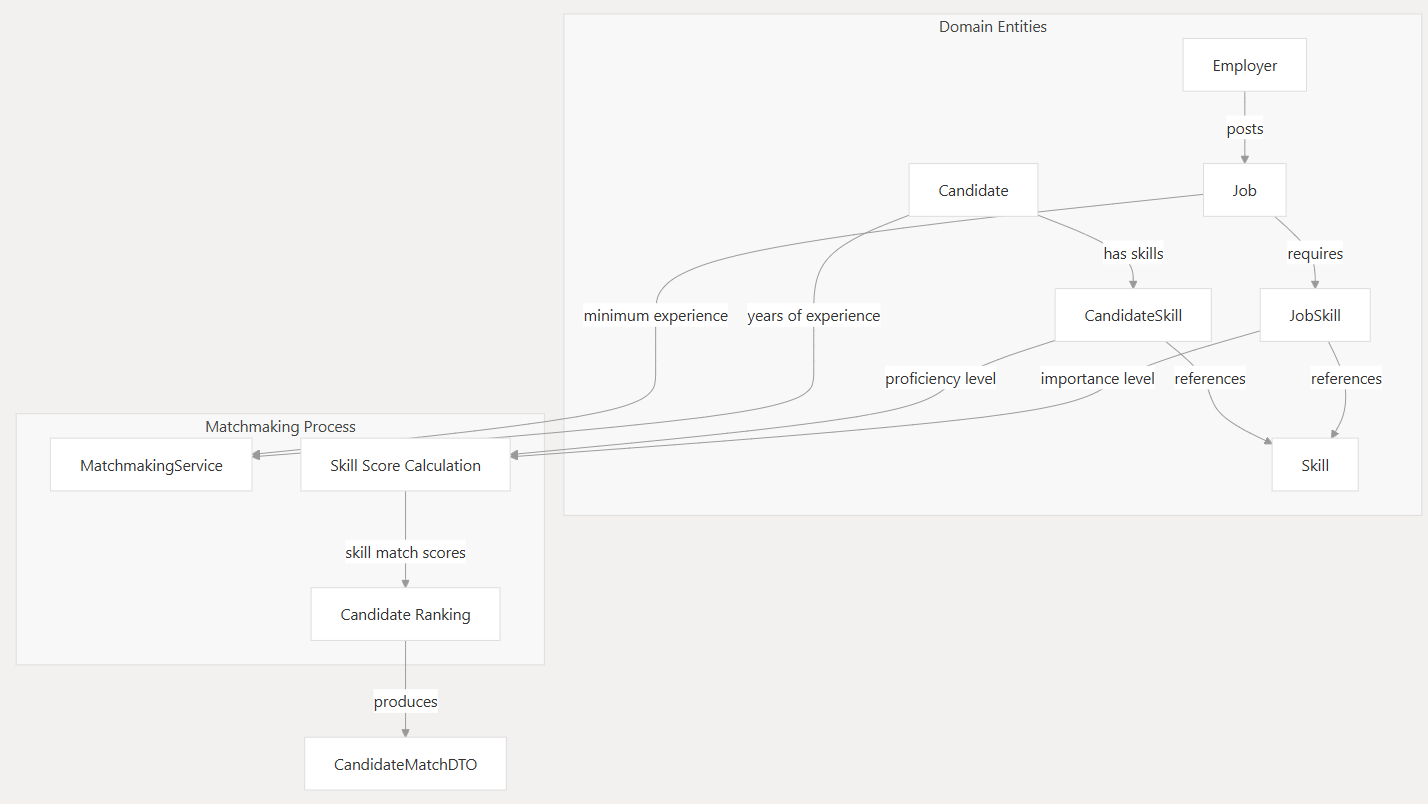 Domain Entities
Employer
posts
Candidate
Job
has skills
requires
minimum experience
years of experience
CandidateSkill
JobSkill
proficiency level
importance level
references
references
Matchmaking Process
MatchmakingService
Skill Score Calculation
Skill
skill match scores
Candidate Ranking
produces
CandidateMatchDTO